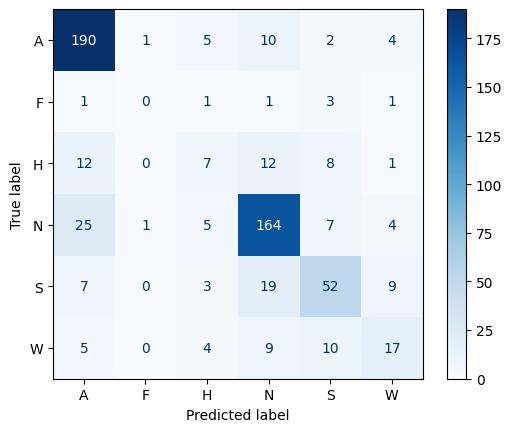 A 190 1 5 10 2 4
F 1 0 1 1 3 1
H 12 0 7 12 8 1
N 25 1 5 164 7 4
S 7 0 3 19 52 9
W 5 0 4 9 10 17
A F H N S W
True label
Predicted label
175
150
125
100
75
50
25
0